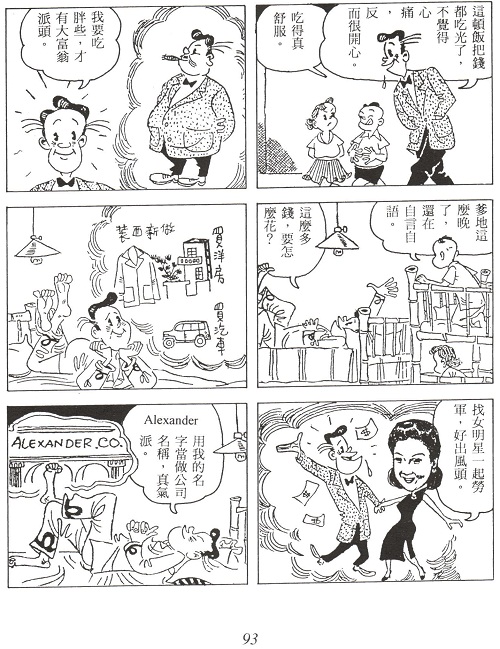 這頓飯把錢
都吃光了，
不覺得
心
痛，
反
而很開心。
吃得真
舒服。
我要吃
胖些，才
有大富翁
派頭。
爹地這
麼晚
了，
還在
自言自
語。
這麼多
錢，要怎
麼花？
買洋房
買汽車
做新西裝
找女明星一起勞
軍，好出風頭。
Alexander
用我的名
字當做公司
名稱，真氣
派。
ALEXANDER.CO.
93